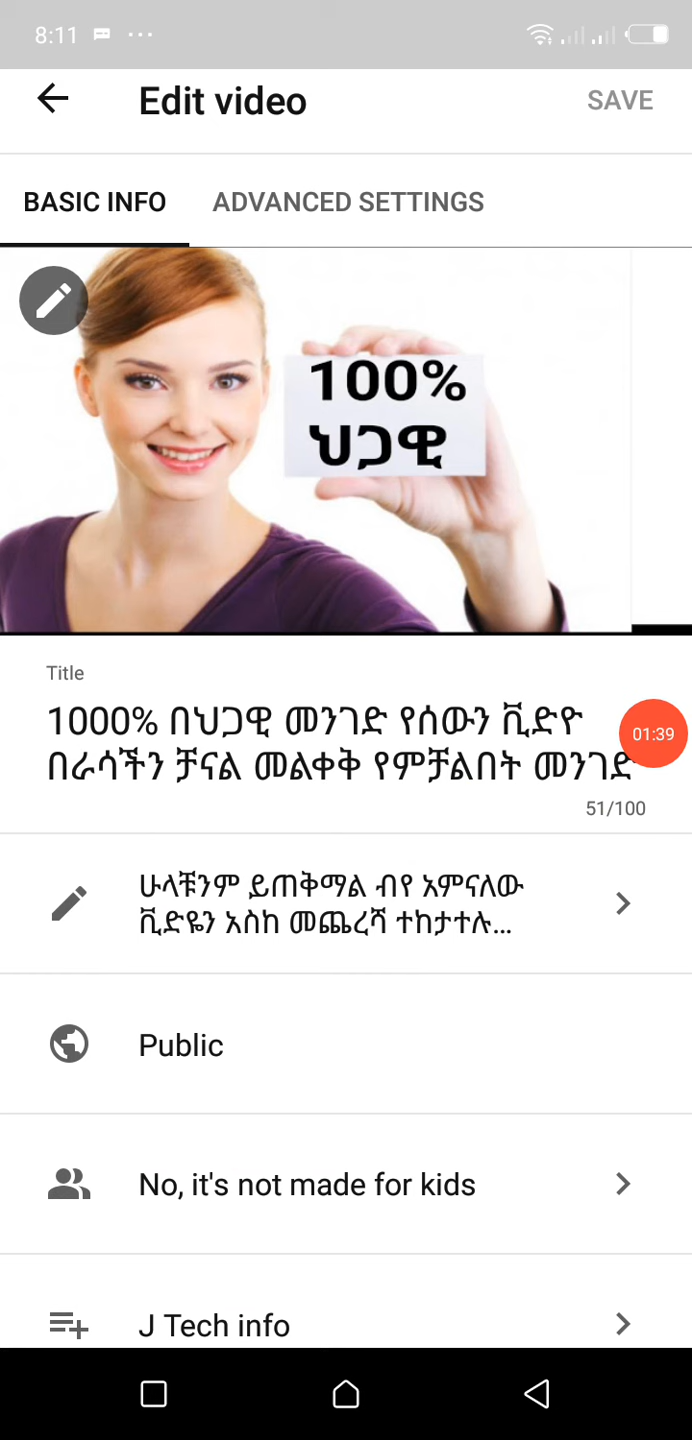 8:11
Edit video
SAVE
BASIC INFO
ADVANCED SETTINGS
100%
ህጋዊ
Title
1000% በህጋዊ መንገድ የሰውን ቪድዮ
በራሳችን ቻናል መልቀቅ የምቻልበት መንገድ
01:39
51/100
ሁላቹንም ይጠቅማል ብየ አምናለው
ቪድዬን አስከ መጨረሻ ተከታተሉ...
Public
No, it's not made for kids
J Tech info